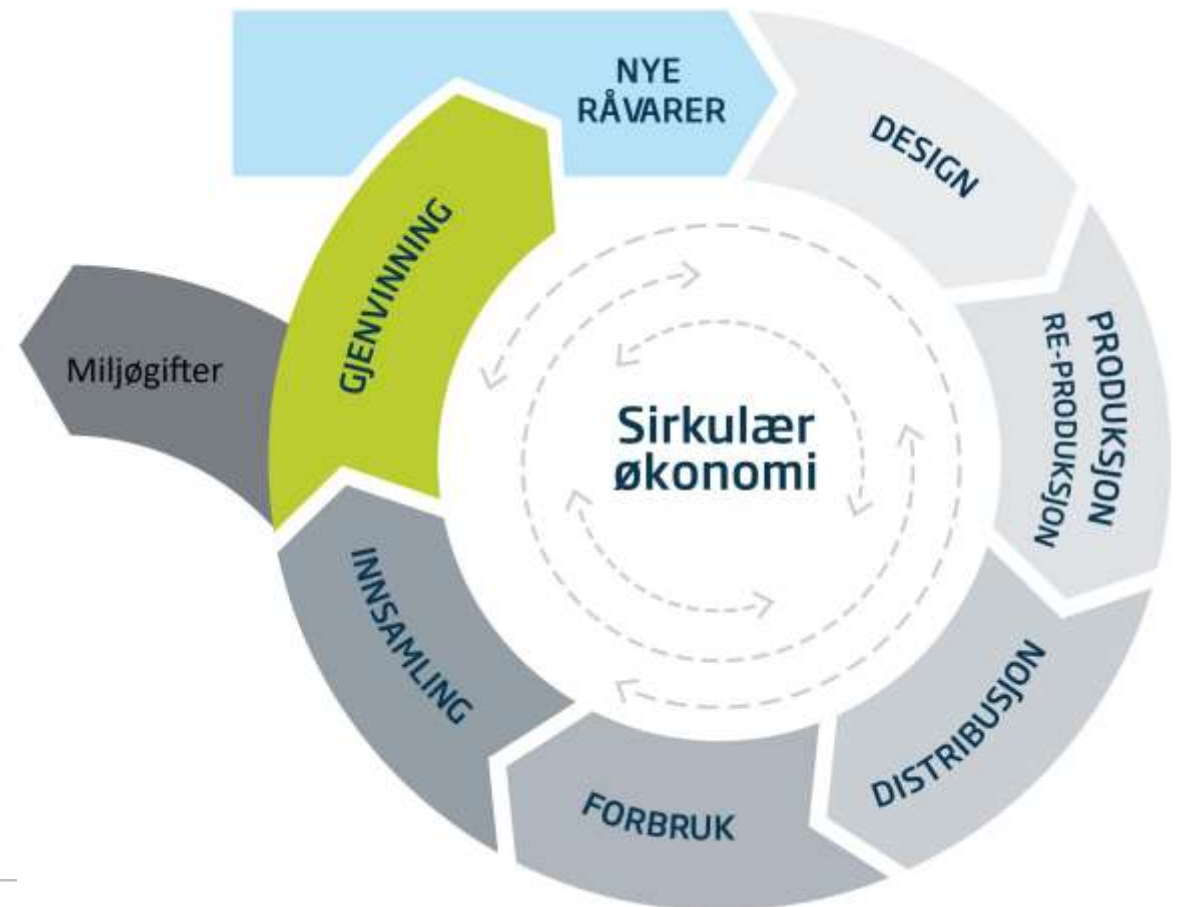 NYE
RÅVARER
DESIGN
PRODUKSJON
RE-PRODUKSJON
DISTRIBUSJON
FORBRUK
INNSAMLING
GJENVINNING
Miljøgifter
Sirkulær
økonomi